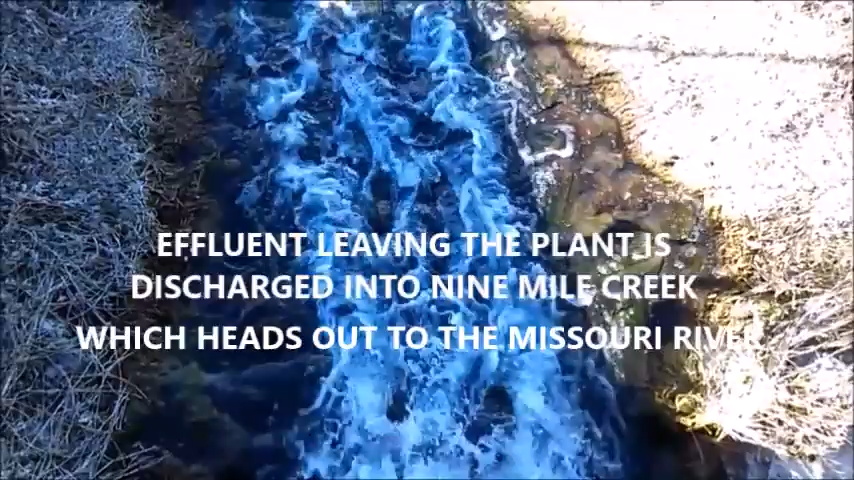 EFFLUENT LEAVING THE PLANT IS
DISCHARGED INTO NINE MILE CREEK
WHICH HEADS OUT TO THE MISSOURI RIVER